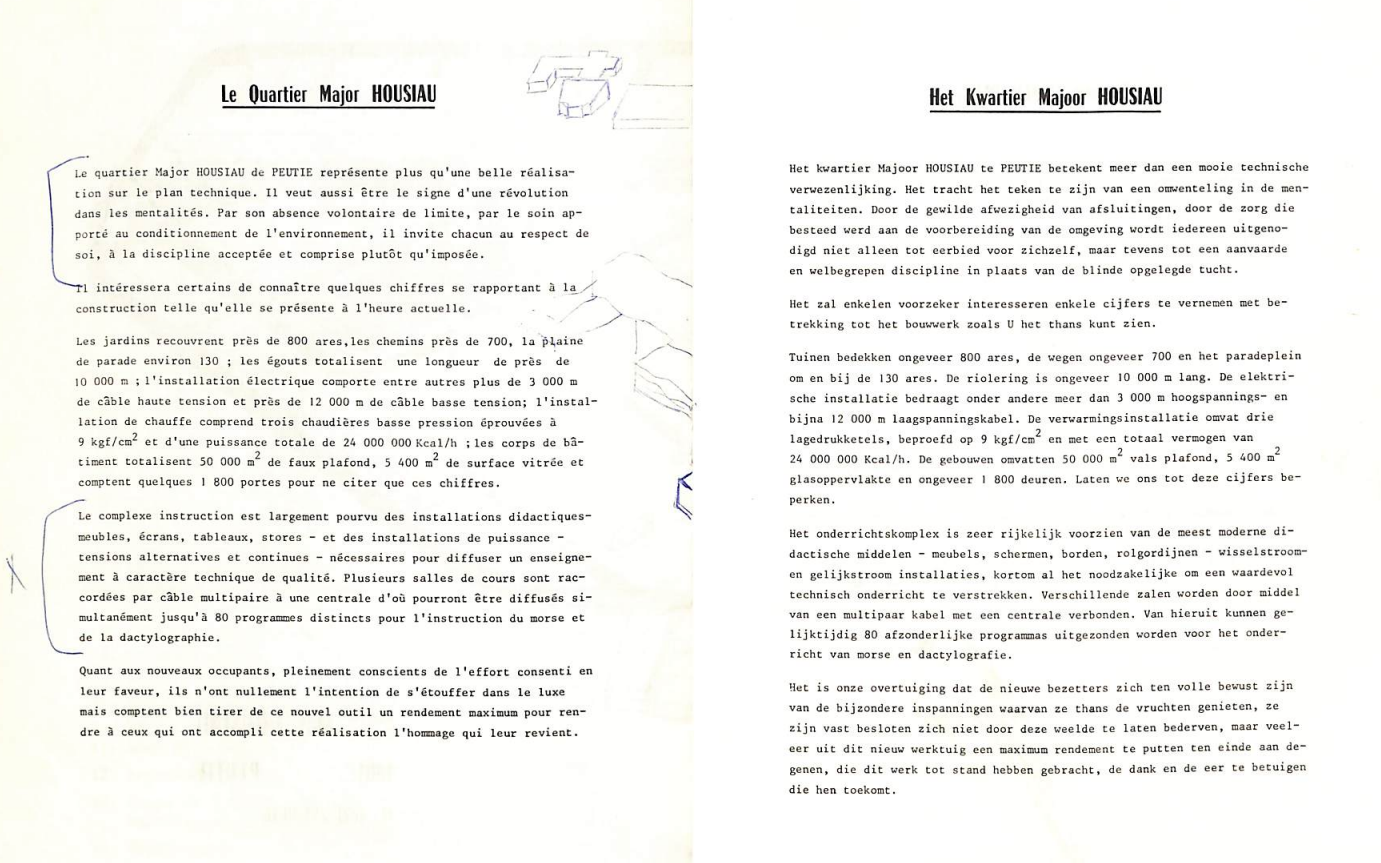 Le Quartier Major HOUSIAU
Le quartier Major HOUSIAU de PEUTIE représente plus qu'une belle réalisa-
tion sur le plan technique. Il veut aussi être le signe d'une révolution
dans les mentalités. Par son absence volontaire de limite, par le soin ap-
porté au conditionnement de l'environnement, il invite chacun au respect de
soi, à la discipline acceptée et comprise plutôt qu'imposée.
Il intéressera certains de connaître quelques chiffres se rapportant à la
construction telle qu'elle se présente à l'heure actuelle.
Les jardins recouvrent près de 800 ares,les chemins près de 700, la plaine
de parade environ 130 ; les égouts totalisent une longueur de près de
10 000 m ; l'installation électrique comporte entre autres plus de 3 000 m
de câble haute tension et près de 12 000 m de câble basse tension; l'instal-
lation de chauffe comprend trois chaudières basse pression éprouvées à
9 kgf/cm² et d'une puissance totale de 24 000 000 Kcal/h ; les corps de bâ-
timent totalisent 50 000 m² de faux plafond, 5 400 m² de surface vitrée et
comptent quelques 1 800 portes pour ne citer que ces chiffres.
Le complexe instruction est largement pourvu des installations didactiques-
meubles, écrans, tableaux, stores - et des installations de puissance -
tensions alternatives et continues - nécessaires pour diffuser un enseigne-
ment à caractère technique de qualité. Plusieurs salles de cours sont rac-
cordées par câble multipaire à une centrale d'où pourront être diffusés si-
multanément jusqu'à 80 programmes distincts pour l'instruction du morse et
de la dactylographie.
Quant aux nouveaux occupants, pleinement conscients de l'effort consenti en
leur faveur, ils n'ont nullement l'intention de s'étouffer dans le luxe
mais comptent bien tirer de ce nouvel outil un rendement maximum pour ren-
dre à ceux qui ont accompli cette réalisation l'hommage qui leur revient.
Het Kwartier Majoor HOUSIAU
Het kwartier Majoor HOUSIAU te PEUTIE betekent meer dan een mooie technische
verwezenlijking. Het tracht het teken te zijn van een omwenteling in de men-
taliteiten. Door de gewilde afwezigheid van afsluitingen, door de zorg die
besteed werd aan de voorbereiding van de omgeving wordt iedereen uitgeno-
digd niet alleen tot eerbied voor zichzelf, maar tevens tot een aanvaarde
en welbegrepen discipline in plaats van de blinde opgelegde tucht.
Het zal enkelen voorzeker interesseren enkele cijfers te vernemen met be-
trekking tot het bouwwerk zoals U het thans kunt zien.
Tuinen bedekken ongeveer 800 ares, de wegen ongeveer 700 en het paradeplein
om en bij de 130 ares. De riolering is ongeveer 10 000 m lang. De elektri-
sche installatie bedraagt onder andere meer dan 3 000 m hoogspannings- en
bijna 12 000 m laagspanningskabel. De verwarmingsinstallatie omvat drie
lagedrukketels, beproefd op 9 kgf/cm² en met een totaal vermogen van
24 000 000 Kcal/h. De gebouwen omvatten 50 000 m² vals plafond, 5 400 m²
glasoppervlakte en ongeveer 1 800 deuren. Laten we ons tot deze cijfers be-
perken.
Het onderrichtskomplex is zeer rijkelijk voorzien van de meest moderne di-
dactische middelen - meubels, schermen, borden, rolgordijnen - wisselstroom-
en gelijkstroom installaties, kortom al het noodzakelijke om een waardevol
technisch onderricht te verstrekken. Verschillende zalen worden door middel
van een multipaar kabel met een centrale verbonden. Van hieruit kunnen ge-
lijktijdig 80 afzonderlijke programmas uitgezonden worden voor het onder-
richt van morse en dactylografie.
Het is onze overtuiging dat de nieuwe bezetters zich ten volle bewust zijn
van de bijzondere inspanningen waarvan ze thans de vruchten genieten, ze
zijn vast besloten zich niet door deze weelde te laten bederven, maar veel-
eer uit dit nieuw werktuig een maximum rendement te putten ten einde aan de-
genen, die dit werk tot stand hebben gebracht, de dank en de eer te betuigen
die hen toekomt.